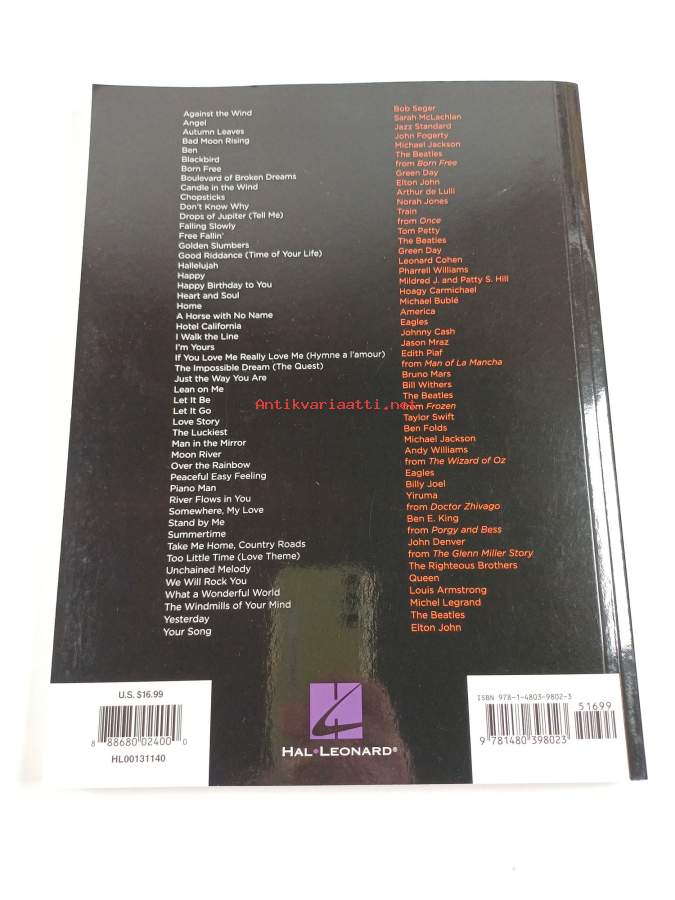 Against the Wind Bob Seger
Angel Sarah McLachlan
Autumn Leaves Jazz Standard
Bad Moon Rising John Fogerty
Ben Michael Jackson
Blackbird The Beatles
Born Free from Born Free
Boulevard of Broken Dreams Green Day
Candle in the Wind Elton John
Chopsticks Arthur de Lulli
Don't Know Why Norah Jones
Drops of Jupiter (Tell Me) Train
Falling Slowly from Once
Free Fallin' Tom Petty
Golden Slumbers The Beatles
Good Riddance (Time of Your Life) Green Day
Hallelujah Leonard Cohen
Happy Pharrell Williams
Happy Birthday to You Mildred J. and Patty S. Hill
Heart and Soul Hoagy Carmichael
Home Michael Bublé
A Horse with No Name America
Hotel California Eagles
I Walk the Line Johnny Cash
I'm Yours Jason Mraz
If You Love Me Really Love Me (Hymne a l'amour) Edith Piaf
The Impossible Dream (The Quest) from Man of La Mancha
Just the Way You Are Bruno Mars
Lean on Me Bill Withers
Let It Be The Beatles
Let It Go from Frozen
Love Story Taylor Swift
The Luckiest Ben Folds
Man in the Mirror Michael Jackson
Moon River Andy Williams
Over the Rainbow from The Wizard of Oz
Peaceful Easy Feeling Eagles
Piano Man Billy Joel
River Flows in You Yiruma
Somewhere, My Love from Doctor Zhivago
Stand by Me Ben E. King
Summertime from Porgy and Bess
Take Me Home, Country Roads John Denver
Too Little Time (Love Theme) from The Glenn Miller Story
Unchained Melody The Righteous Brothers
We Will Rock You Queen
What a Wonderful World Louis Armstrong
The Windmills of Your Mind Michel Legrand
Yesterday The Beatles
Your Song Elton John
Antikvariaatti.net
U.S. $16.99
8 88680 02400 0
HL00131140
HAL•LEONARD®
ISBN 978-1-4803-9802-3
51699
9 781480 398023